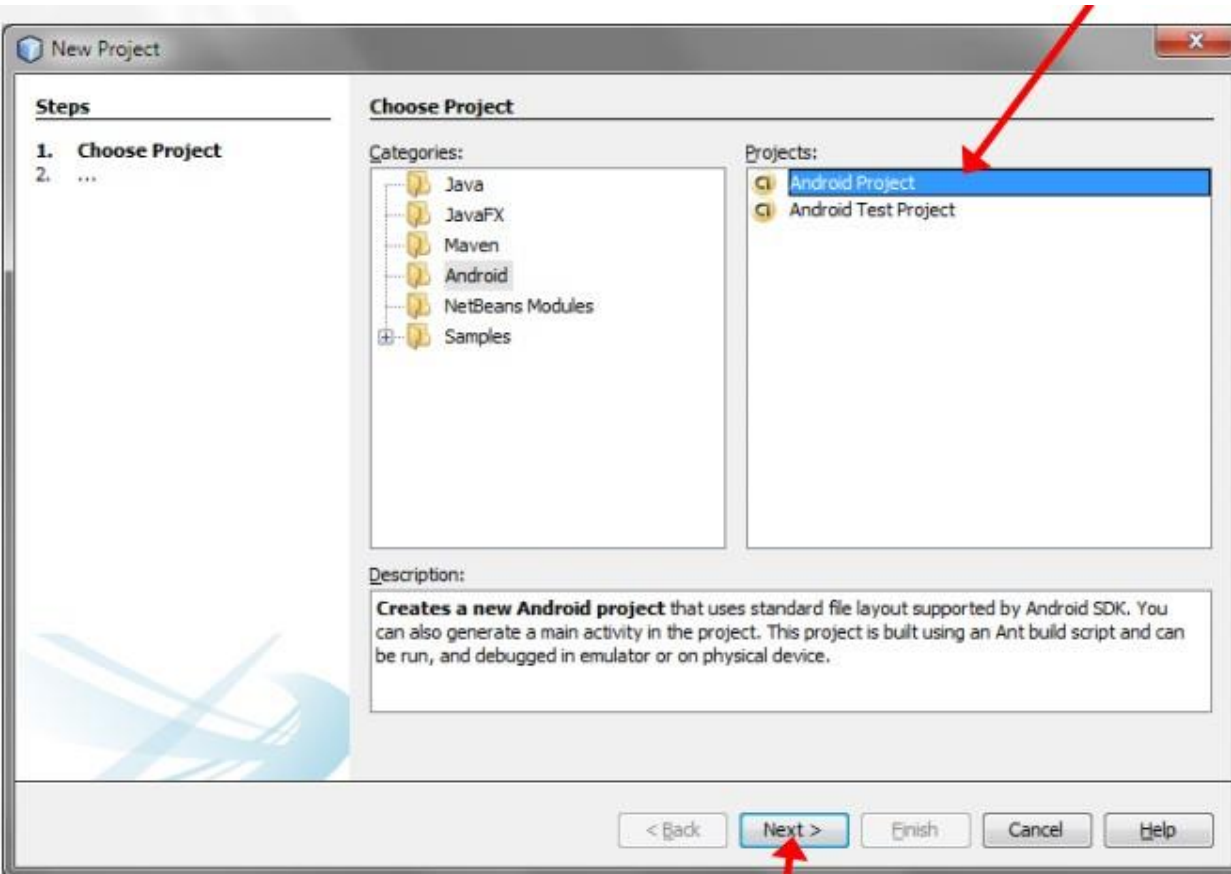 New Project
Steps
1. Choose Project
2. ...
Choose Project
Categories:
Java
JavaFX
Maven
Android
NetBeans Modules
Samples
Projects:
Android Project
Android Test Project
Description:
Creates a new Android project that uses standard file layout supported by Android SDK. You
can also generate a main activity in the project. This project is built using an Ant build script and can
be run, and debugged in emulator or on physical device.
< Back Next > Finish Cancel Help